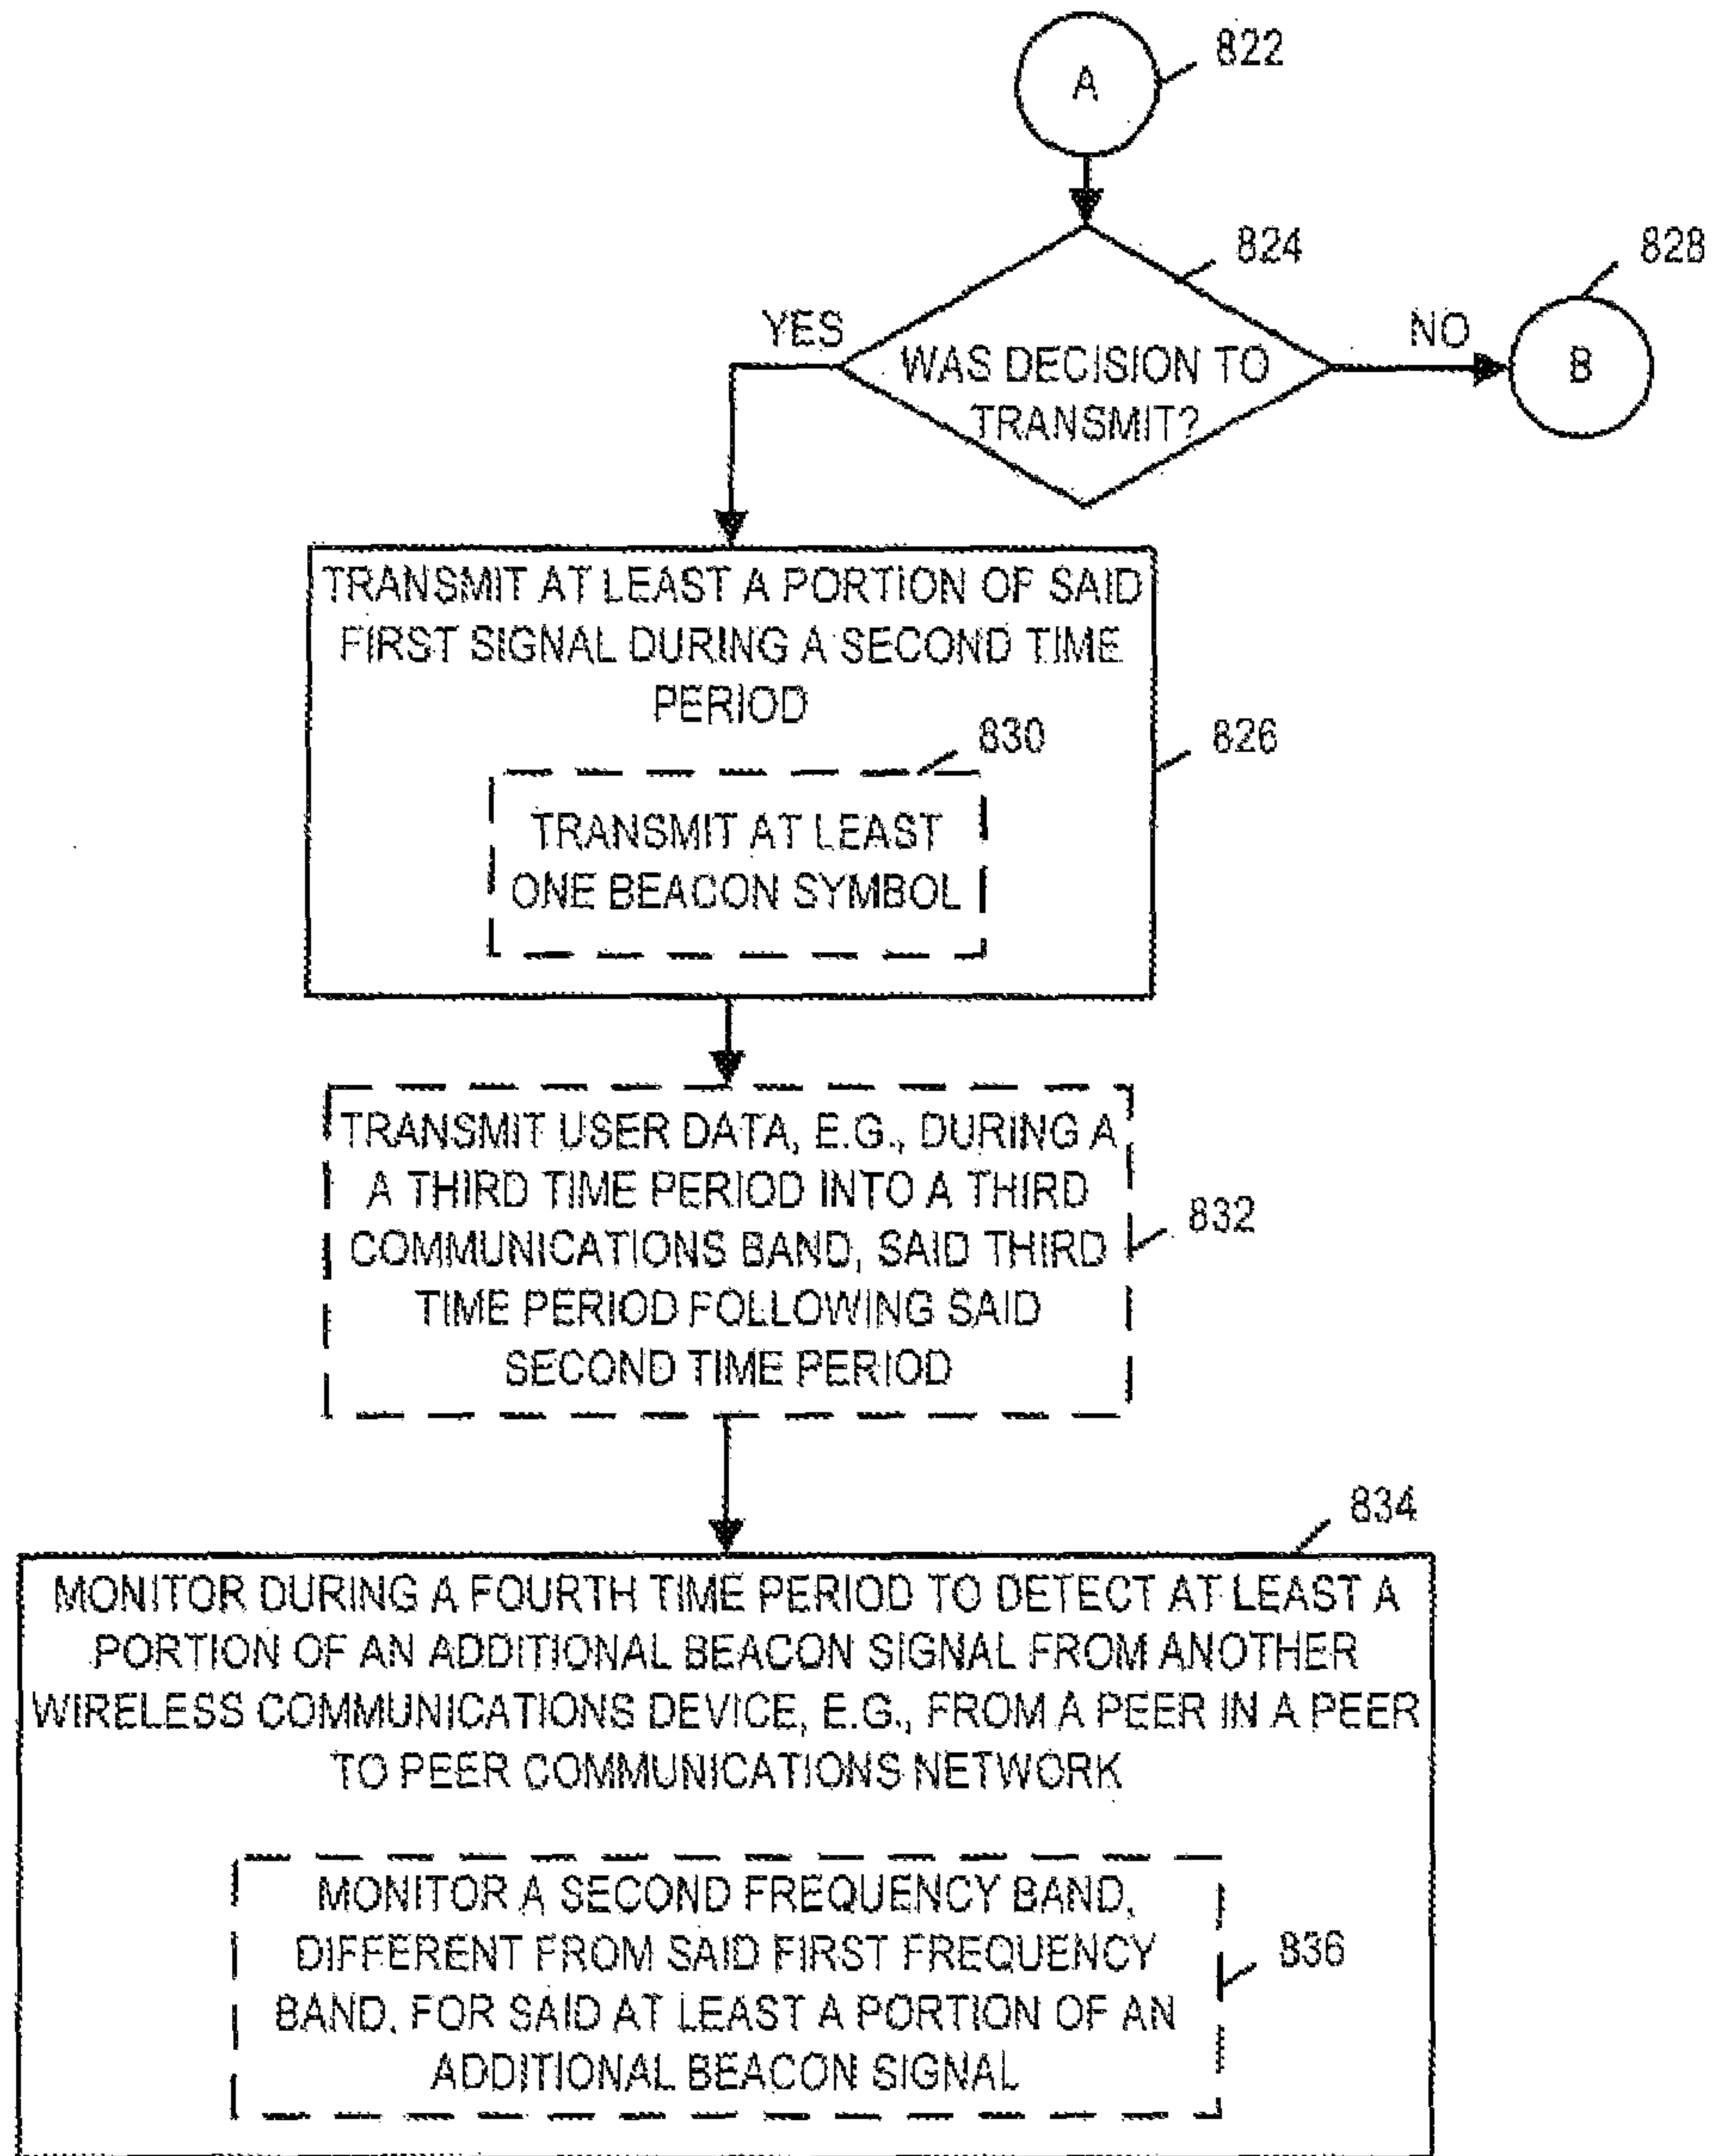 822
A
824
828
YES
NO
WAS DECISION TO
TRANSMIT?
B
TRANSMIT AT LEAST A PORTION OF SAID
FIRST SIGNAL DURING A SECOND TIME
PERIOD
830
826
TRANSMIT AT LEAST
ONE BEACON SYMBOL
TRANSMIT USER DATA, E.G., DURING A
A THIRD TIME PERIOD INTO A THIRD
COMMUNICATIONS BAND, SAID THIRD
TIME PERIOD FOLLOWING SAID
SECOND TIME PERIOD
832
834
MONITOR DURING A FOURTH TIME PERIOD TO DETECT AT LEAST A
PORTION OF AN ADDITIONAL BEACON SIGNAL FROM ANOTHER
WIRELESS COMMUNICATIONS DEVICE, E.G., FROM A PEER IN A PEER
TO PEER COMMUNICATIONS NETWORK
MONITOR A SECOND FREQUENCY BAND,
DIFFERENT FROM SAID FIRST FREQUENCY
BAND, FOR SAID AT LEAST A PORTION OF AN
ADDITIONAL BEACON SIGNAL
836